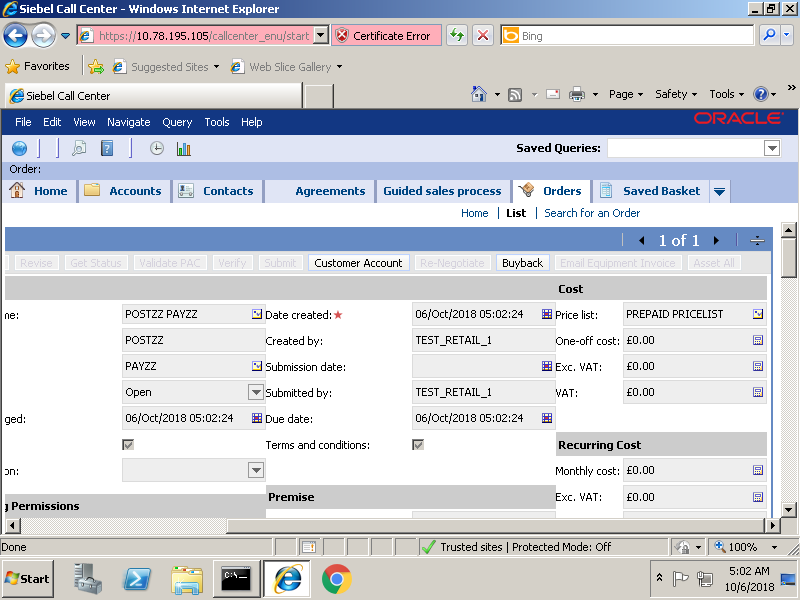 Siebel Call Center - Windows Internet Explorer
https://10.78.195.105/callcenter_enu/start
Certificate Error
Bing
Favorites
Suggested Sites
Web Slice Gallery
Siebel Call Center
Page
Safety
Tools
»
File Edit View Navigate Query Tools Help
ORACLE
Saved Queries:
Order:
Home
Accounts
Contacts
Agreements
Guided sales process
Orders
Saved Basket
Home | List | Search for an Order
1 of 1
Revise
Get Status
Validate PAC
Verify
Submit
Customer Account
Re-Negotiate
Buyback
Email Equipment Invoice
Asset All
Cost
me: POSTZZ PAYZZ Date created:★ 06/Oct/2018 05:02:24 Price list: PREPAID PRICELIST
POSTZZ Created by: TEST_RETAIL_1 One-off cost: £0.00
PAYZZ Submission date: Exc. VAT: £0.00
Open Submitted by: TEST_RETAIL_1 VAT: £0.00
ged: 06/Oct/2018 05:02:24 Due date: 06/Oct/2018 05:02:24
Terms and conditions: Recurring Cost
on: Monthly cost: £0.00
g Permissions Premise Exc. VAT: £0.00
Done
Trusted sites | Protected Mode: Off
100%
Start
C:\
5:02 AM
10/6/2018